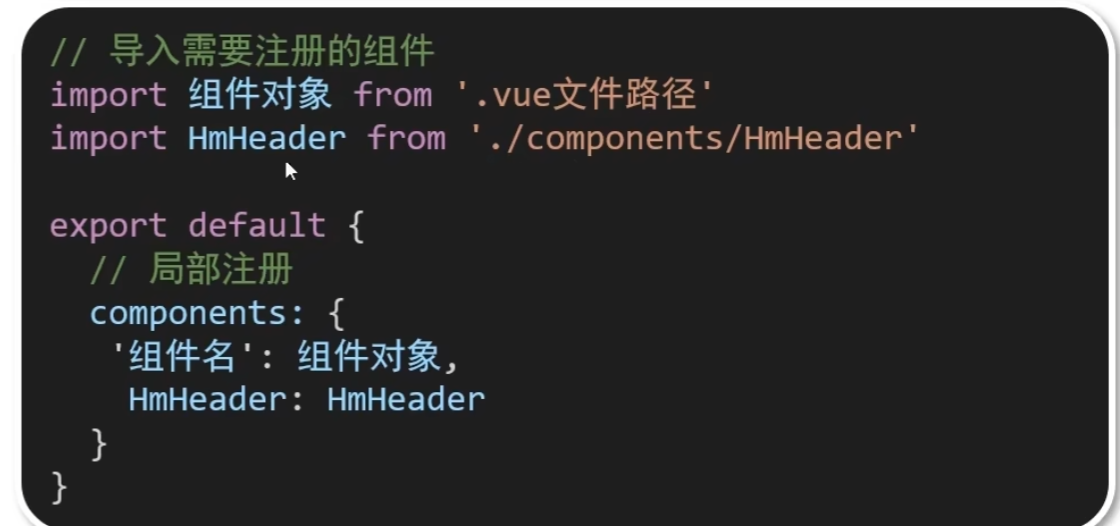 // 导入需要注册的组件
import 组件对象 from '.vue文件路径'
import HmHeader from './components/HmHeader'
export default {
// 局部注册
components: {
'组件名': 组件对象,
HmHeader: HmHeader
}
}